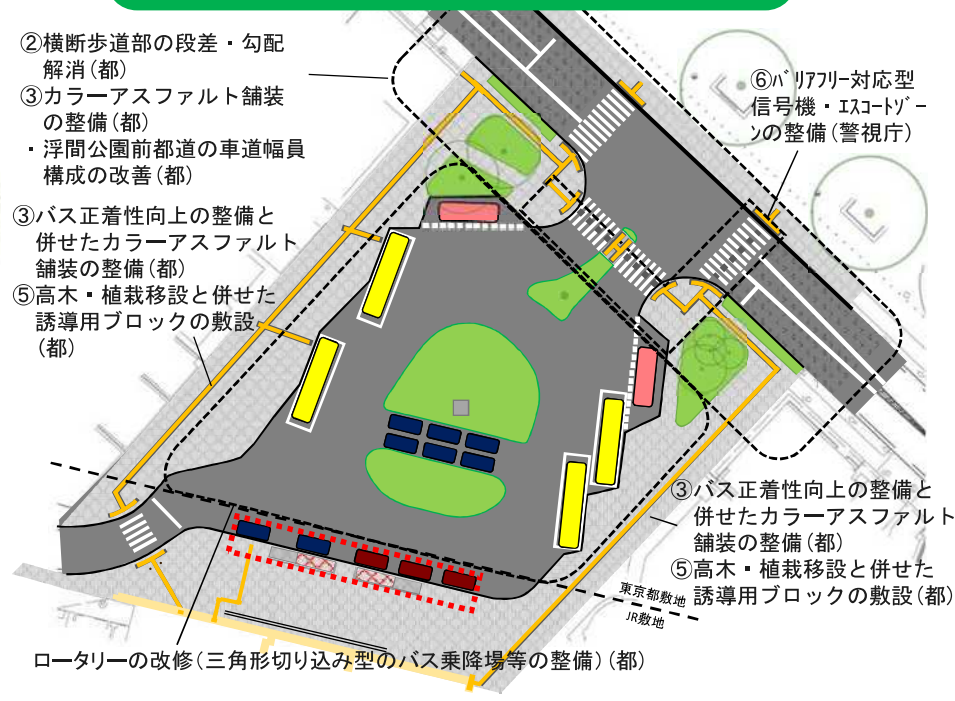 ②横断歩道部の段差・勾配
解消(都)
③カラーアスファルト舗装
の整備(都)
・浮間公園前都道の車道幅員
構成の改善(都)
③バス正着性向上の整備と
併せたカラーアスファルト
舗装の整備(都)
⑤高木・植栽移設と併せた
誘導用ブロックの敷設
(都)
⑥バリアフリー対応型
信号機・エスコートゾー
ンの整備(警視庁)
③バス正着性向上の整備と
併せたカラーアスファルト
舗装の整備(都)
⑤高木・植栽移設と併せた
誘導用ブロックの敷設(都)
東京都敷地
JR敷地
ロータリーの改修(三角形切り込み型のバス乗降場等の整備)(都)